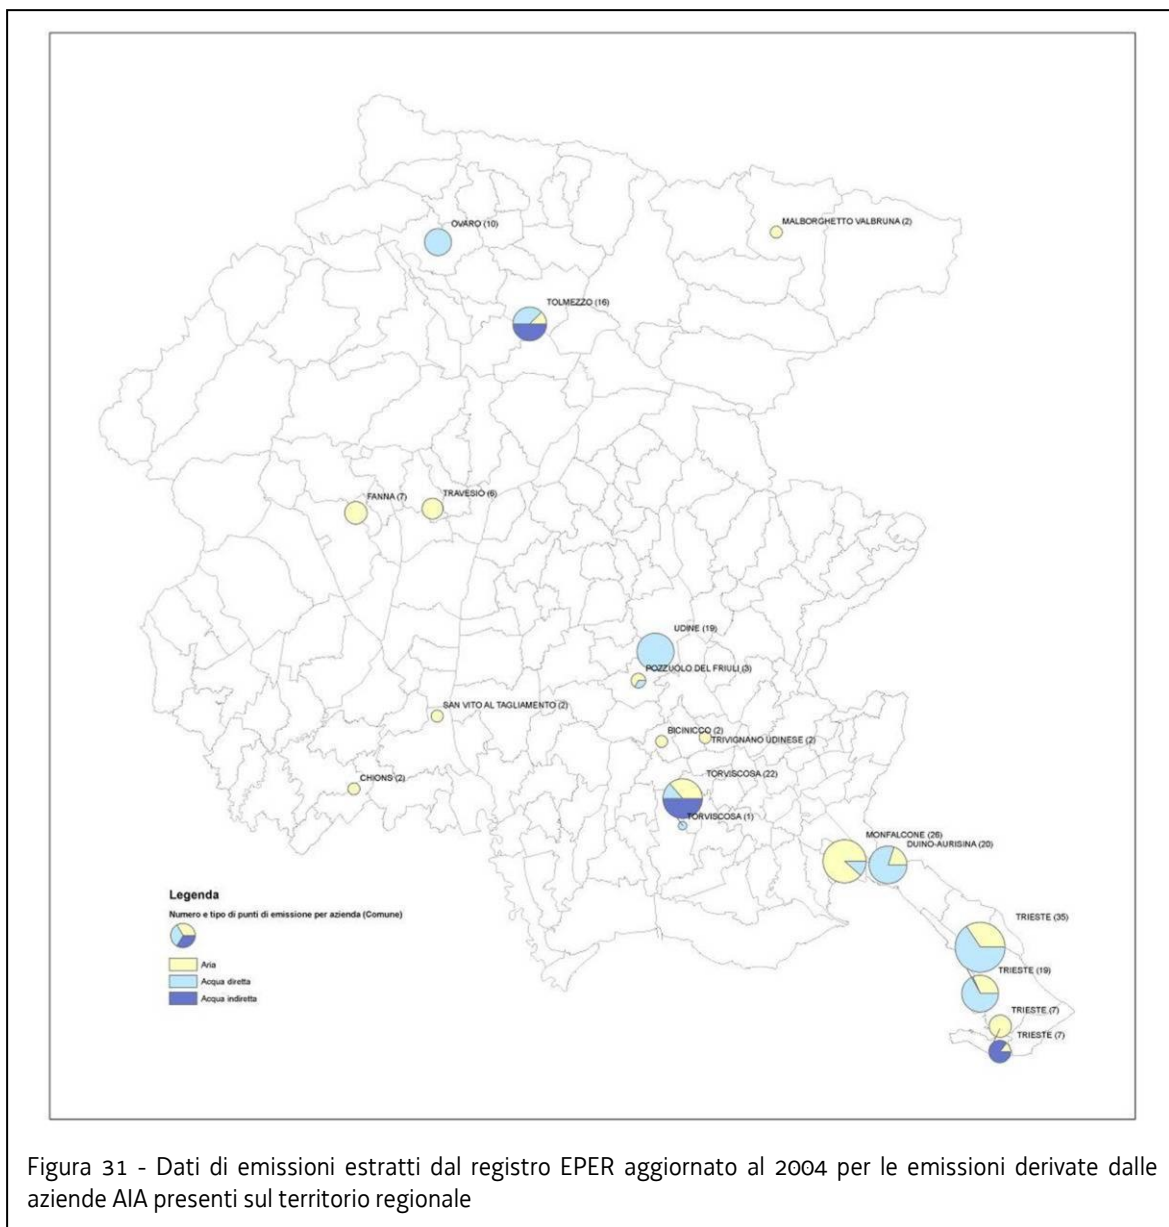 MALBORGHETTO VALBRUNA (2)
OVARO (10)
TOLMEZZO (16)
FANNA (7)
TRAVESIO (6)
UDINE (19)
POZZUOLO DEL FRIULI (3)
SAN VITO AL TAGLIAMENTO (2)
BICINICCO (2)
TRIVIGNANO UDINESE (2)
CHIONS (2)
TORVISCOSA (22)
TORVISCOSA (1)
MONFALCONE (26)
DUINO-AURISINA (20)
TRIESTE (35)
TRIESTE (19)
TRIESTE (7)
TRIESTE (7)
Legenda
Numero e tipo di punti di emissione per azienda (Comune)
Aria
Acqua diretta
Acqua indiretta
Figura 31 - Dati di emissioni estratti dal registro EPER aggiornato al 2004 per le emissioni derivate dalle
aziende AIA presenti sul territorio regionale